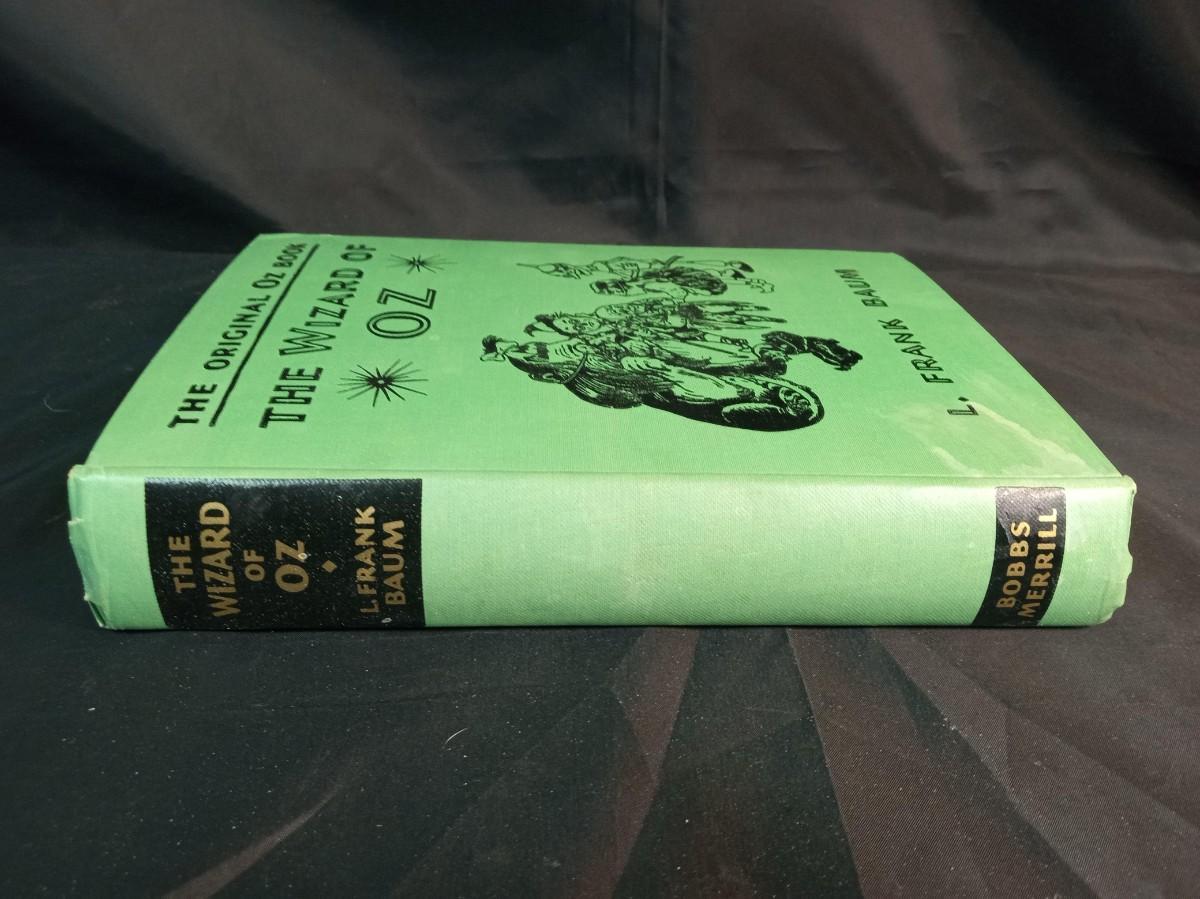 THE ORIGINAL OZ BOOK
THE WIZARD OF
OZ
L. FRANK BAUM
THE
WIZARD
OF
OZ
L. FRANK
BAUM
BOBBS
MERRILL